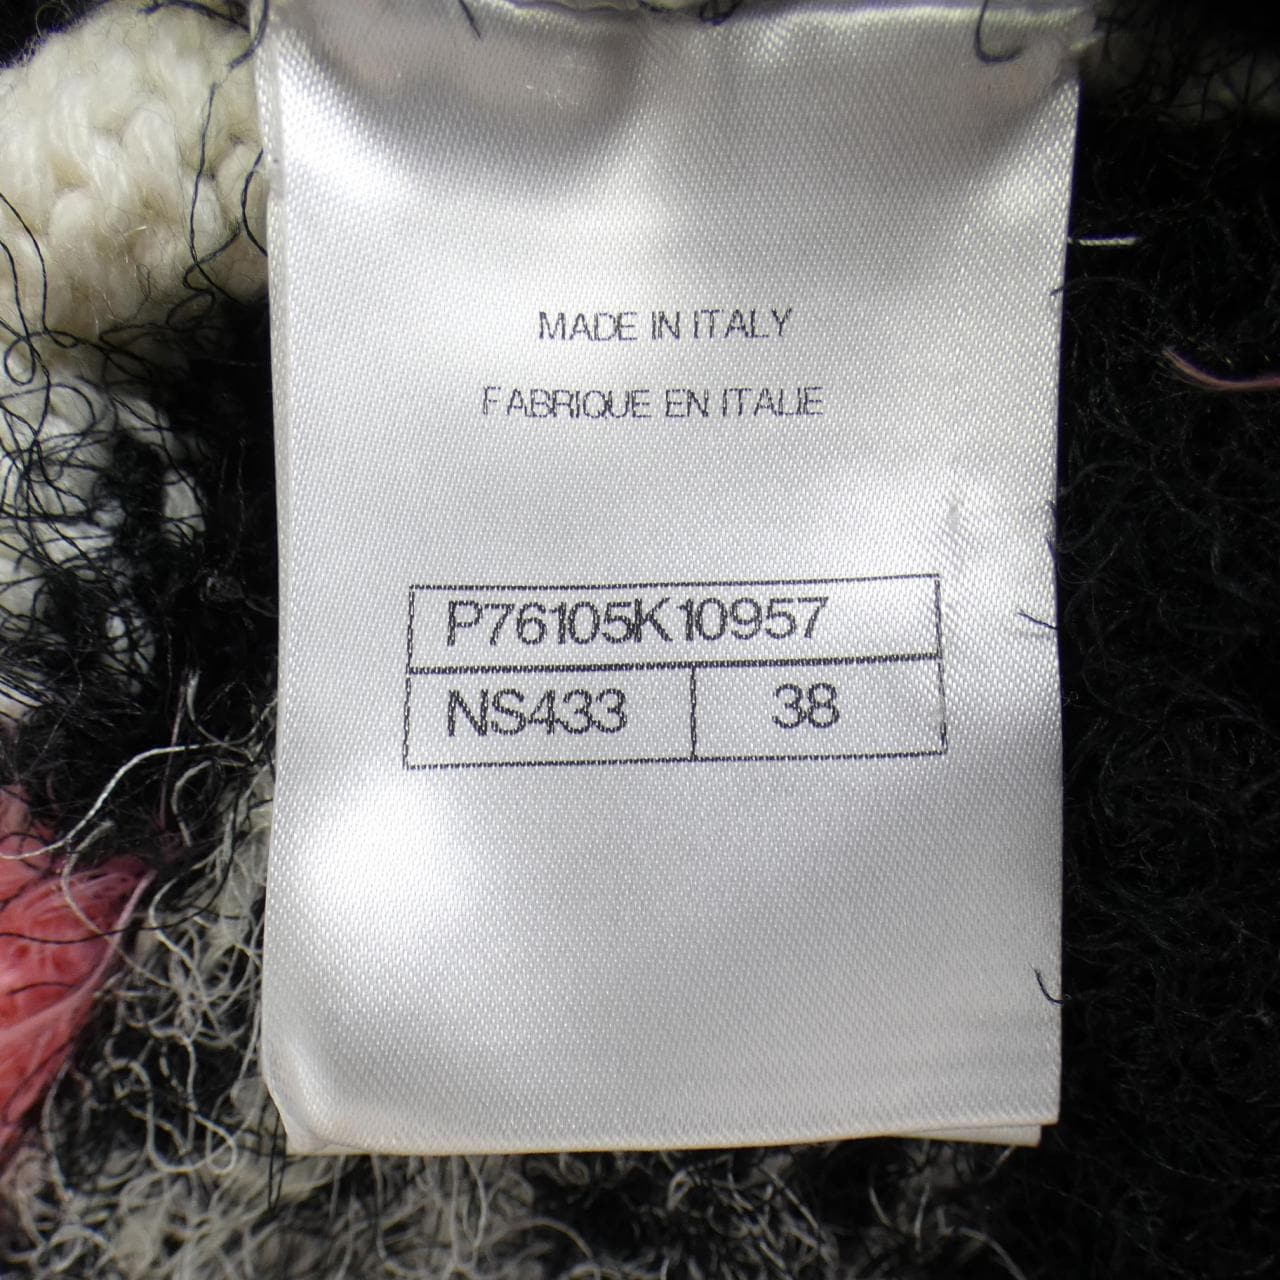 MADE IN ITALY
FABRIQUE EN ITALIE
P76105K10957
NS433 38